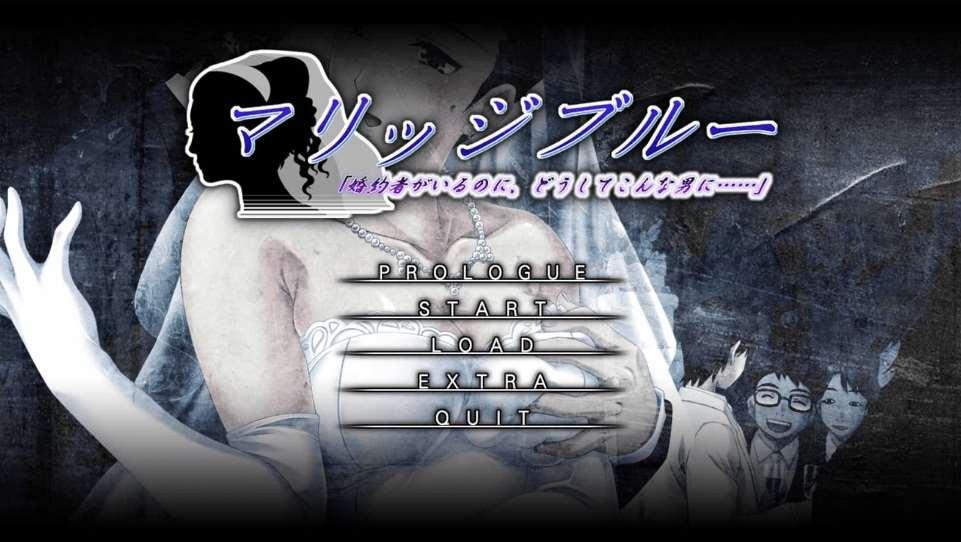 マリッジブルー
「婚約者がいるのに、どうしてこんな男に……」
PROLOGUE
START
LOAD
EXTRA
QUIT